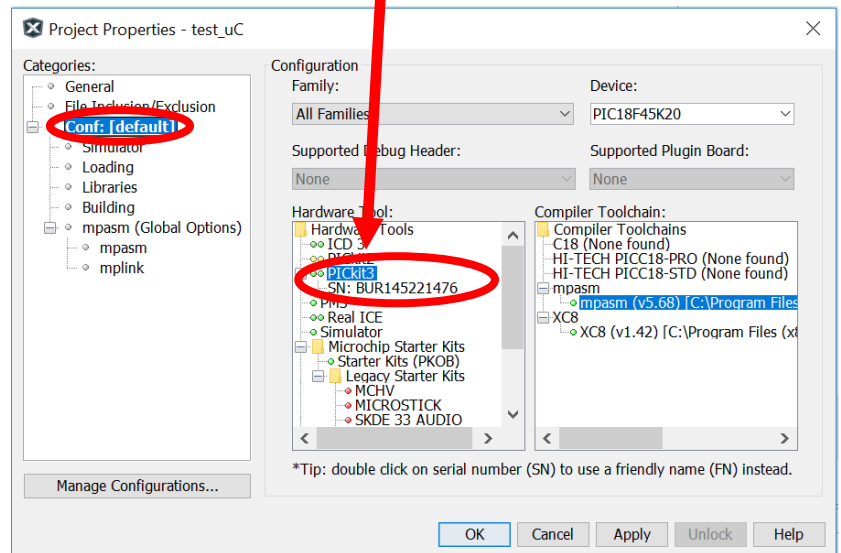 Project Properties - test_uC
Categories:
General
File Inclusion/Exclusion
Conf: [default]
Simulator
Loading
Libraries
Building
mpasm (Global Options)
mpasm
mplink
Manage Configurations...
Configuration
Family:
Device:
All Families
PIC18F45K20
Supported Debug Header:
Supported Plugin Board:
None
None
Hardware Tool:
Hardware Tools
ICD 3
PICkit2
PICkit3
SN: BUR145221476
PM3
Real ICE
Simulator
Microchip Starter Kits
Starter Kits (PKOB)
Legacy Starter Kits
MCHV
MICROSTICK
SKDE 33 AUDIO
Compiler Toolchain:
Compiler Toolchains
C18 (None found)
HI-TECH PICC18-PRO (None found)
HI-TECH PICC18-STD (None found)
mpasm
mpasm (v5.68) [C:\Program Files
XC8
XC8 (v1.42) [C:\Program Files (x8
*Tip: double click on serial number (SN) to use a friendly name (FN) instead.
OK
Cancel
Apply
Unlock
Help